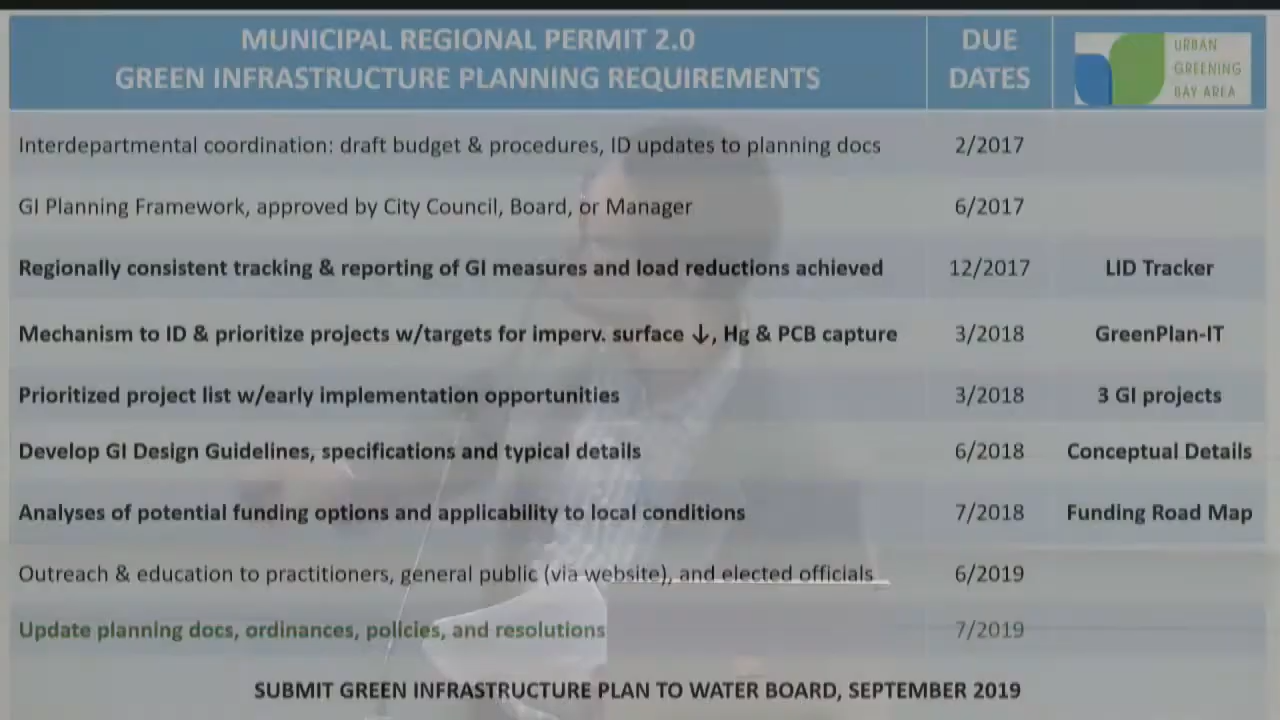 MUNICIPAL REGIONAL PERMIT 2.0
GREEN INFRASTRUCTURE PLANNING REQUIREMENTS
DUE
DATES
URBAN
GREENING
BAY AREA
Interdepartmental coordination: draft budget & procedures, ID updates to planning docs 2/2017
GI Planning Framework, approved by City Council, Board, or Manager 6/2017
Regionally consistent tracking & reporting of GI measures and load reductions achieved 12/2017 LID Tracker
Mechanism to ID & prioritize projects w/targets for imperv. surface ↓, Hg & PCB capture 3/2018 GreenPlan-IT
Prioritized project list w/early implementation opportunities 3/2018 3 GI projects
Develop GI Design Guidelines, specifications and typical details 6/2018 Conceptual Details
Analyses of potential funding options and applicability to local conditions 7/2018 Funding Road Map
Outreach & education to practitioners, general public (via website), and elected officials 6/2019
Update planning docs, ordinances, policies, and resolutions 7/2019
SUBMIT GREEN INFRASTRUCTURE PLAN TO WATER BOARD, SEPTEMBER 2019